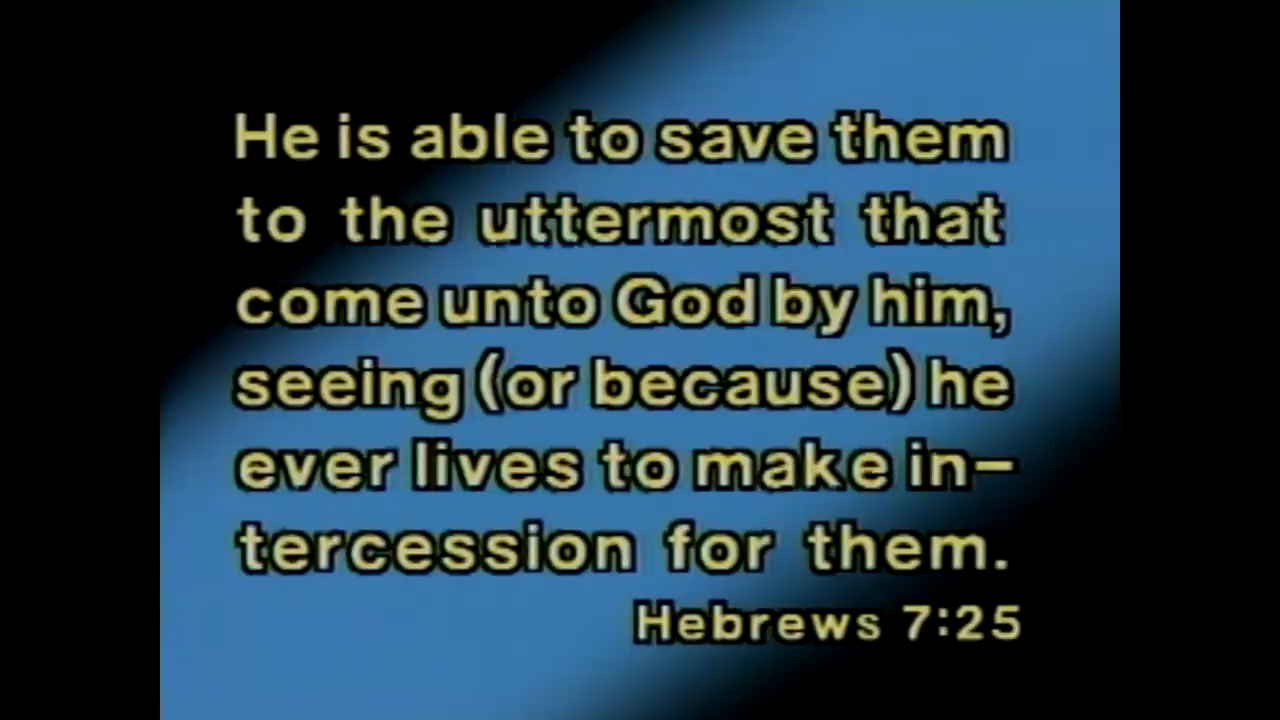 He is able to save them
to the uttermost that
come unto God by him,
seeing (or because) he
ever lives to make in-
tercession for them.
Hebrews 7:25